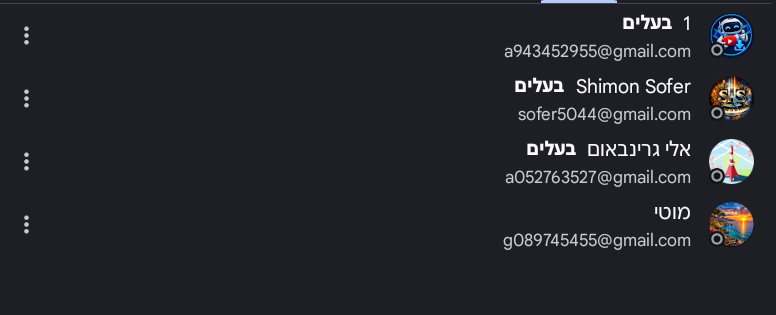 1 בעלים
a943452955@gmail.com
Shimon Sofer בעלים
sofer5044@gmail.com
אלי גרינבאום בעלים
a052763527@gmail.com
מוטי
g089745455@gmail.com